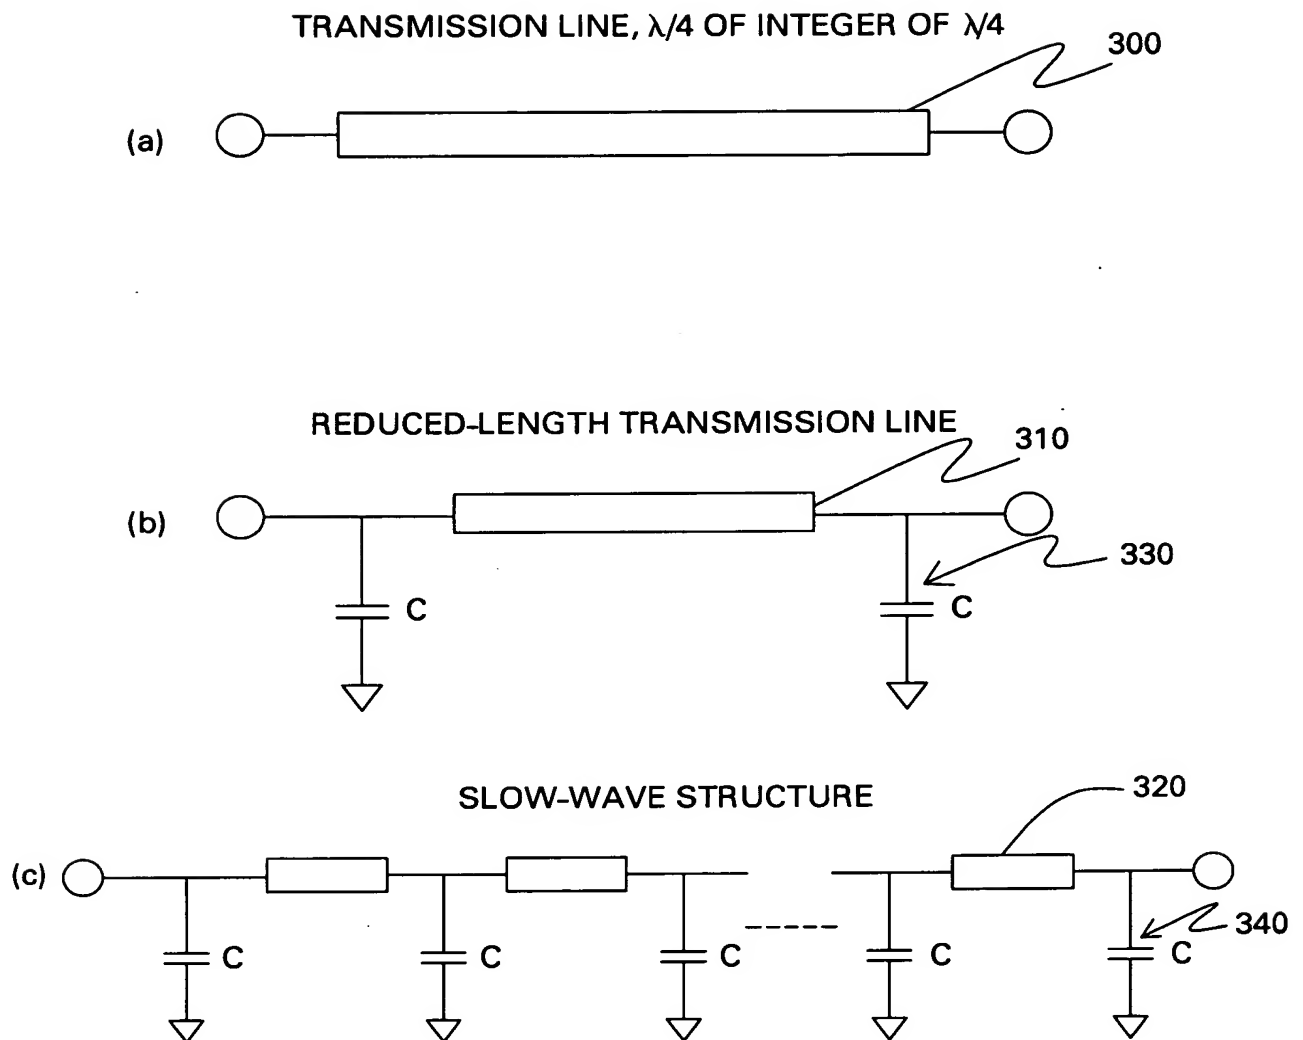 TRANSMISSION LINE, λ/4 OF INTEGER OF λ/4
300
(a)
REDUCED-LENGTH TRANSMISSION LINE
310
(b)
330
C
C
SLOW-WAVE STRUCTURE
320
(c)
340
C
C
C
C
C